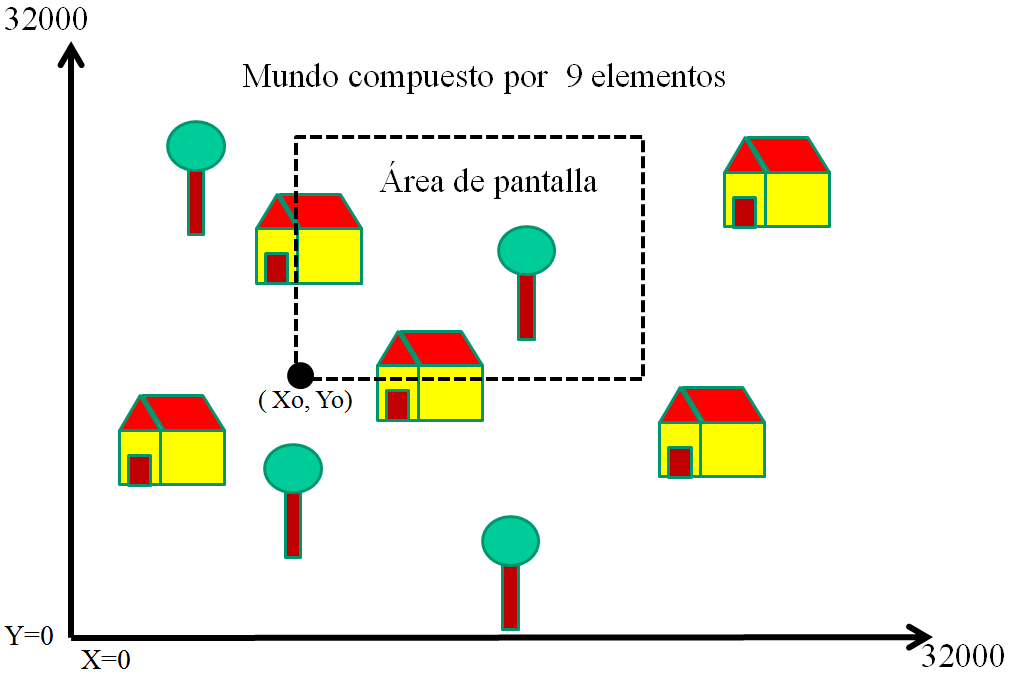 32000
Mundo compuesto por 9 elementos
Área de pantalla
( Xo, Yo)
Y=0
X=0
32000